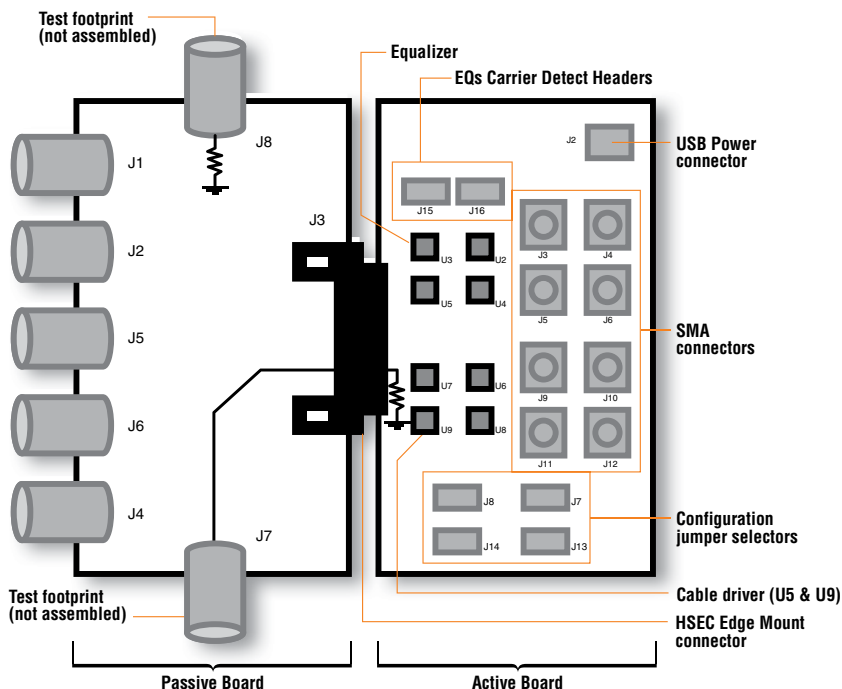 Test footprint
(not assembled)
Equalizer
EQs Carrier Detect Headers
J8
J2
USB Power
connector
J1
J15
J16
J3
J2
U3
U2
J3
J4
U5
U4
J5
J6
SMA
connectors
J5
U7
U6
J9
J10
J6
U9
U8
J11
J12
J4
J8
J7
Configuration
jumper selectors
J7
J14
J13
Test footprint
(not assembled)
Cable driver (U5 & U9)
HSEC Edge Mount
connector
Passive Board
Active Board